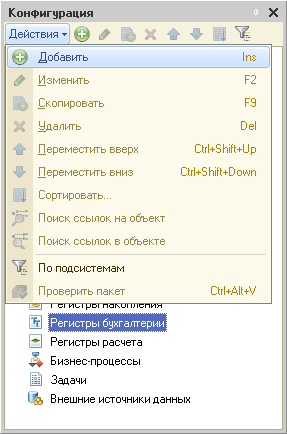 Конфигурация
Действия
Добавить Ins
Изменить F2
Скопировать F9
Удалить Del
Переместить вверх Ctrl+Shift+Up
Переместить вниз Ctrl+Shift+Down
Сортировать...
Поиск ссылок на объект
Поиск ссылок в объекте
По подсистемам
Проверить пакет Ctrl+Alt+V
Регистры накопления
Регистры бухгалтерии
Регистры расчета
Бизнес-процессы
Задачи
Внешние источники данных